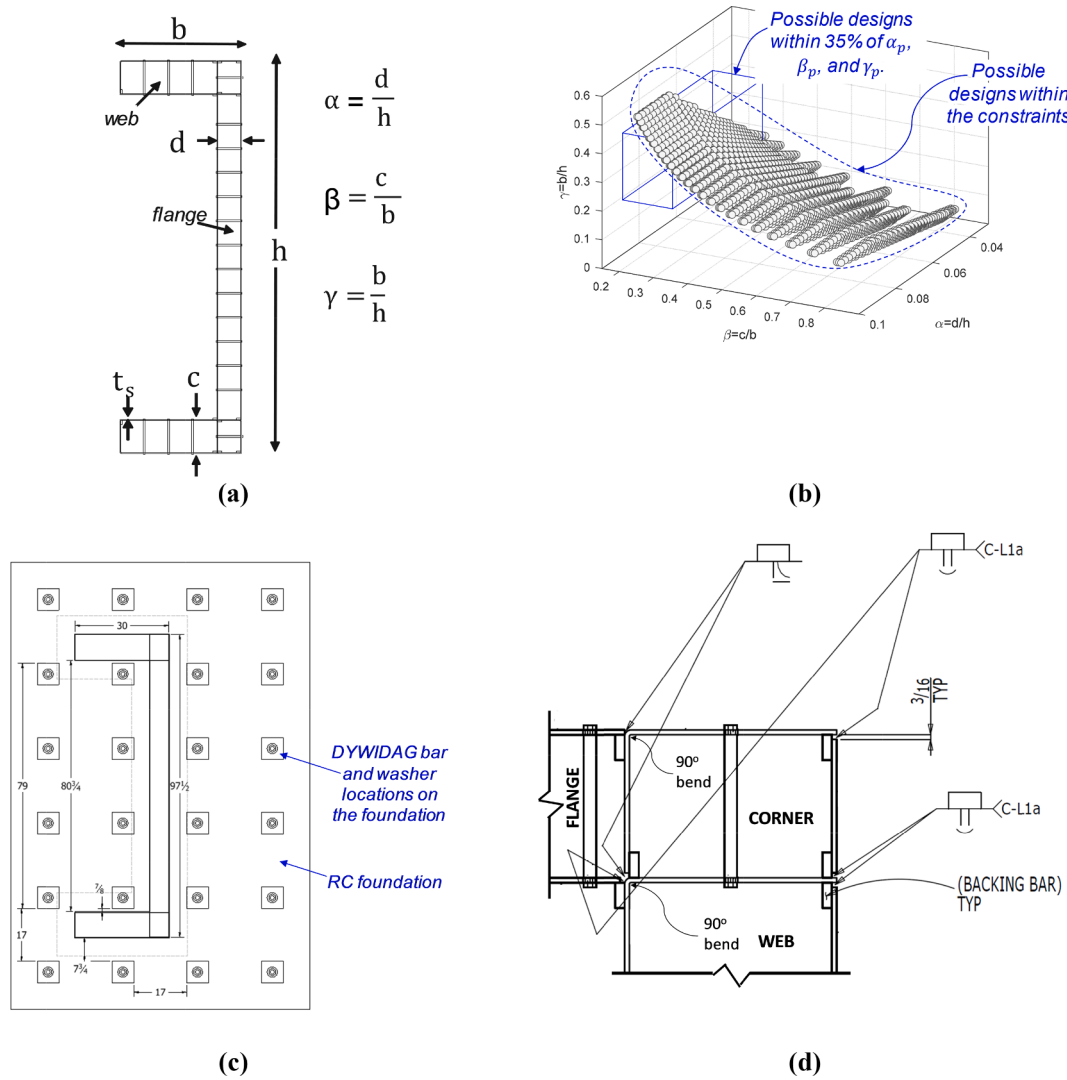 b
web
d
flange
h
t_s
c
α = d/h
β = c/b
γ = b/h
(a)
Possible designs
within 35% of α_p,
β_p, and γ_p.
Possible
designs within
the constraints
γ=b/h
0.6
0.5
0.4
0.3
0.2
0.1
0
0.2
0.3
0.4
0.5
0.6
0.7
0.8
β=c/b
0.1
0.08
0.06
0.04
α=d/h
(b)
30
79
80¾
97½
⅞
17
7¾
17
DYWIDAG bar
and washer
locations on
the foundation
RC foundation
(c)
C-L1a
3/16
TYP
90º
bend
FLANGE
CORNER
C-L1a
(BACKING BAR)
TYP
90º
bend
WEB
(d)